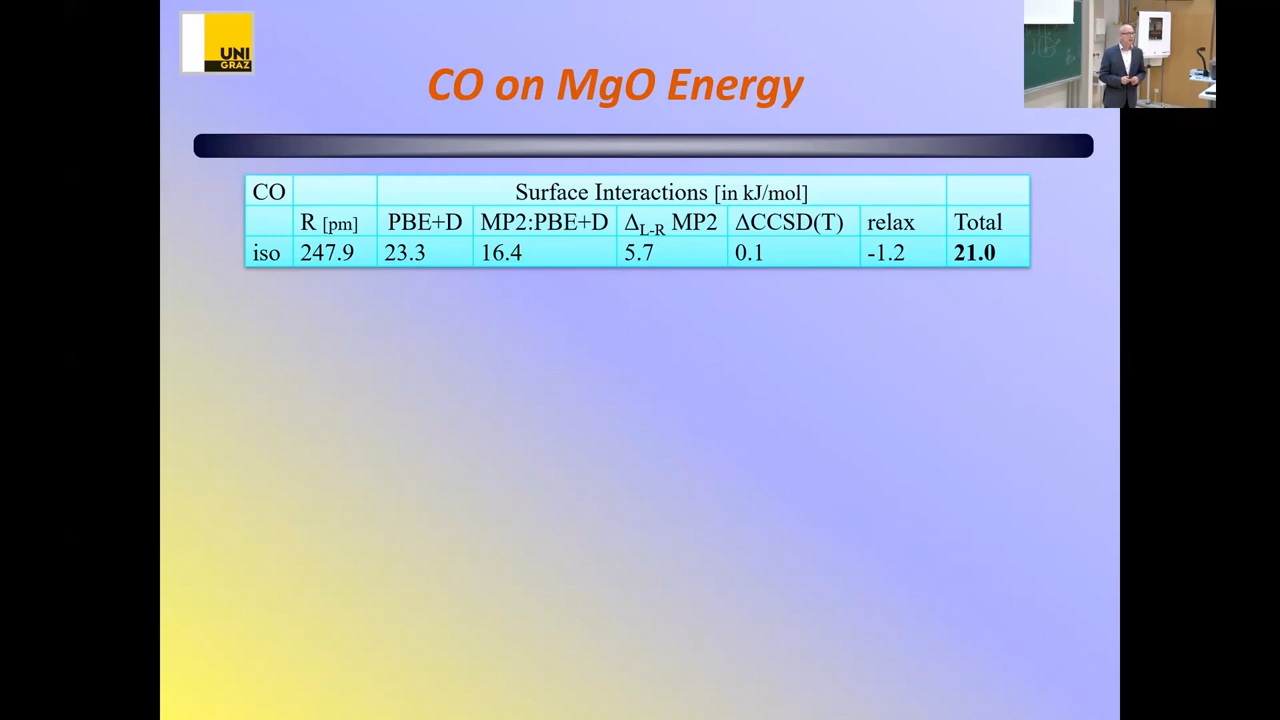 UNI
GRAZ
CO on MgO Energy
CO Surface Interactions [in kJ/mol]
R [pm] PBE+D MP2:PBE+D ΔL-R MP2 ΔCCSD(T) relax Total
iso 247.9 23.3 16.4 5.7 0.1 -1.2 21.0